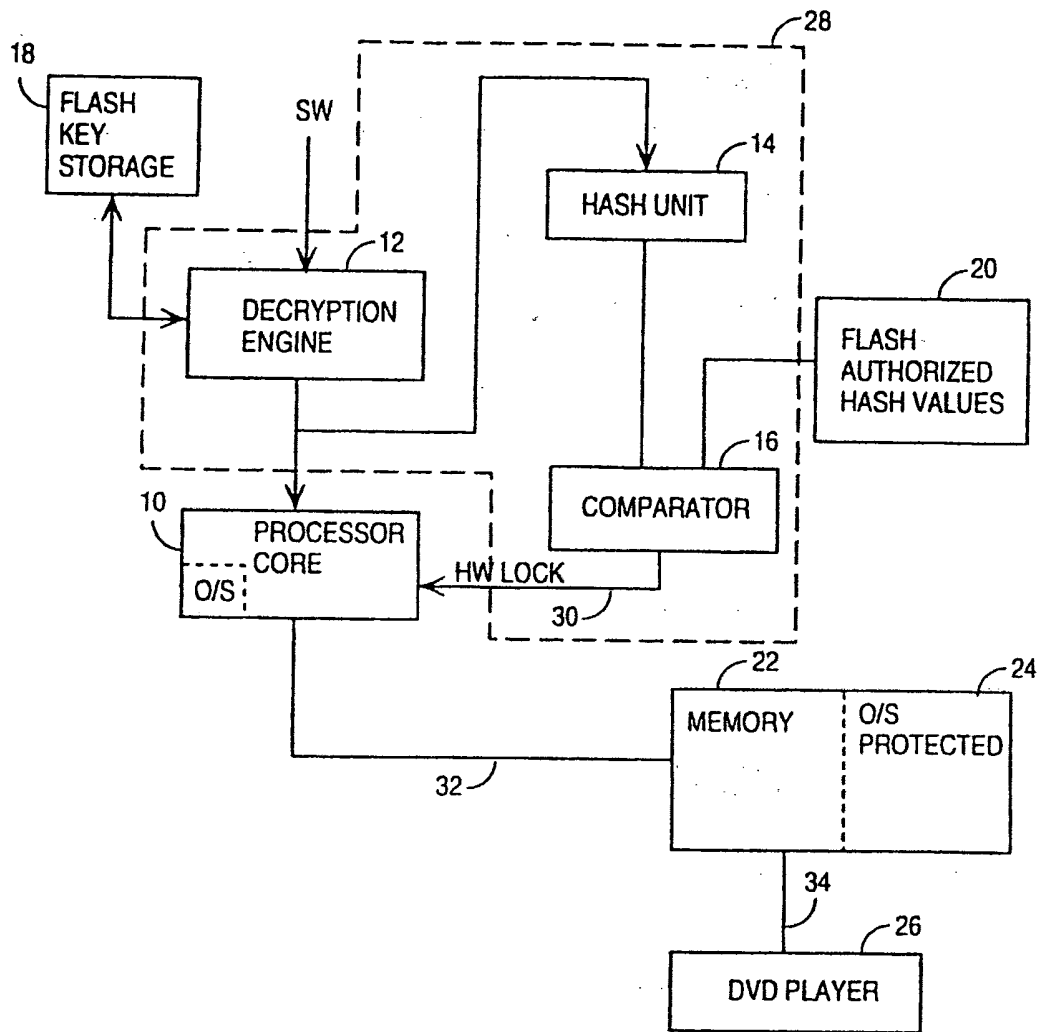 28
18
FLASH
KEY
STORAGE
SW
14
HASH UNIT
12
DECRYPTION
ENGINE
20
FLASH
AUTHORIZED
HASH VALUES
16
COMPARATOR
10
PROCESSOR
CORE
O/S
HW LOCK
30
22
24
MEMORY
O/S
PROTECTED
32
34
26
DVD PLAYER